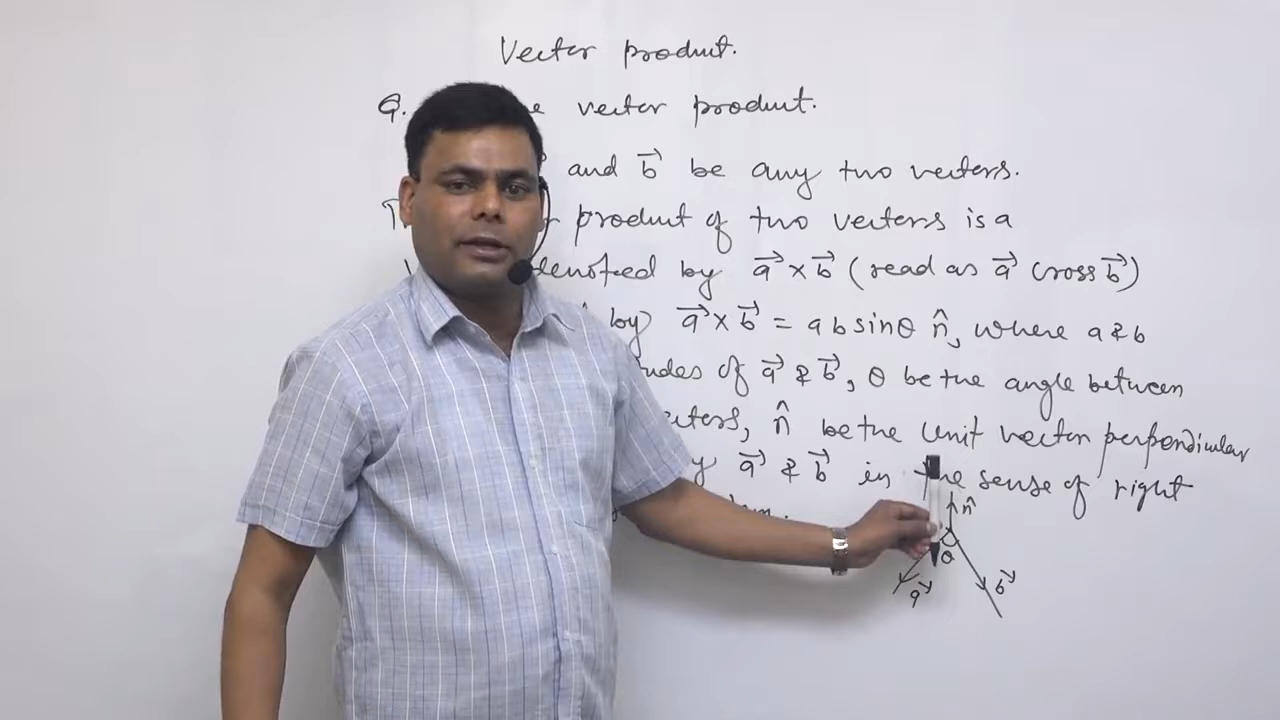 Vector product.
Q. vector product.
and b⃗ be any two vectors.
product of two vectors is a
denoted by a⃗ × b⃗ (read as a⃗ cross b⃗)
by a⃗ × b⃗ = a b sinθ n̂, where a & b
of a⃗ & b⃗, θ be the angle between
n̂ be the unit vector perpendicular
a⃗ & b⃗ in the sense of right
n̂
θ
a⃗
b⃗